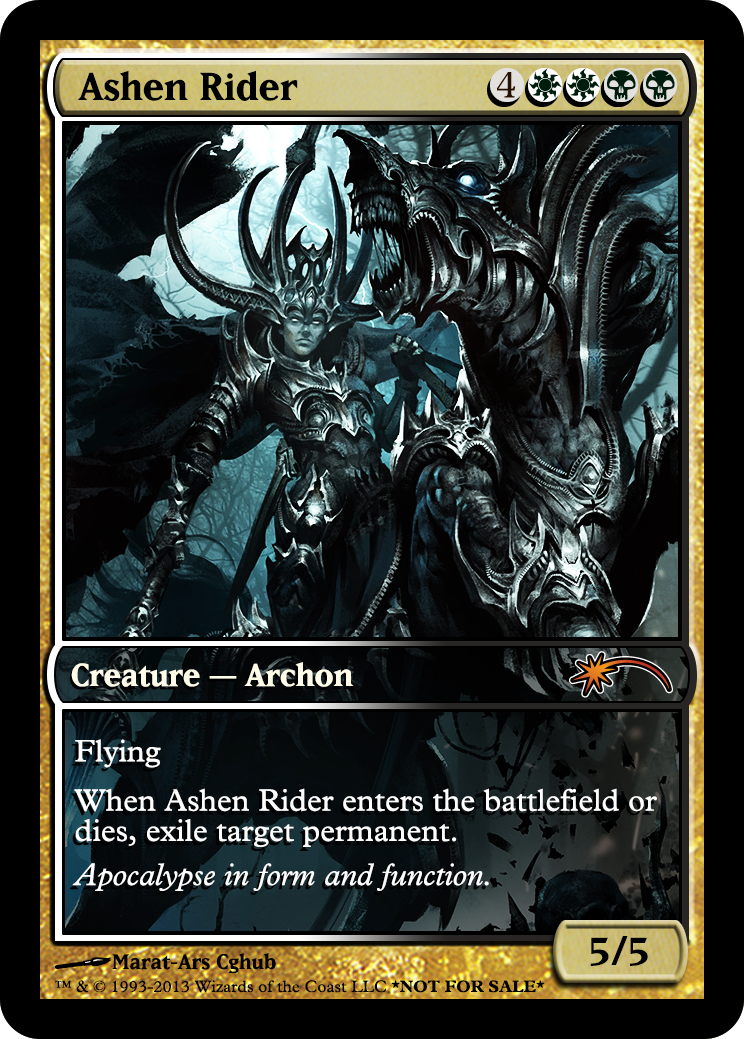 Ashen Rider 4
Creature — Archon
Flying
When Ashen Rider enters the battlefield or
dies, exile target permanent.
Apocalypse in form and function.
5/5
Marat-Ars Cghub
™ & © 1993-2013 Wizards of the Coast LLC *NOT FOR SALE*